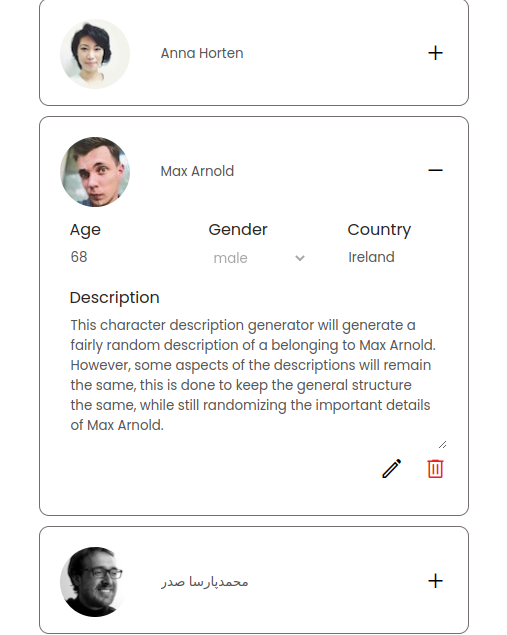 Anna Horten
Max Arnold
Age Gender Country
68 male Ireland
Description
This character description generator will generate a
fairly random description of a belonging to Max Arnold.
However, some aspects of the descriptions will remain
the same, this is done to keep the general structure
the same, while still randomizing the important details
of Max Arnold.
محمدپارسا صدر